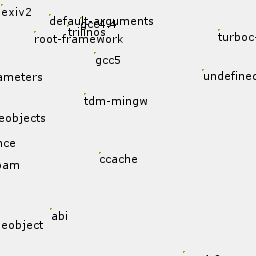 exiv2
default-arguments
gcc4.4
trilinos
root-framework
turboc
gcc5
undefined
ameters
tdm-mingw
eobjects
nce
ccache
oam
abi
eobject